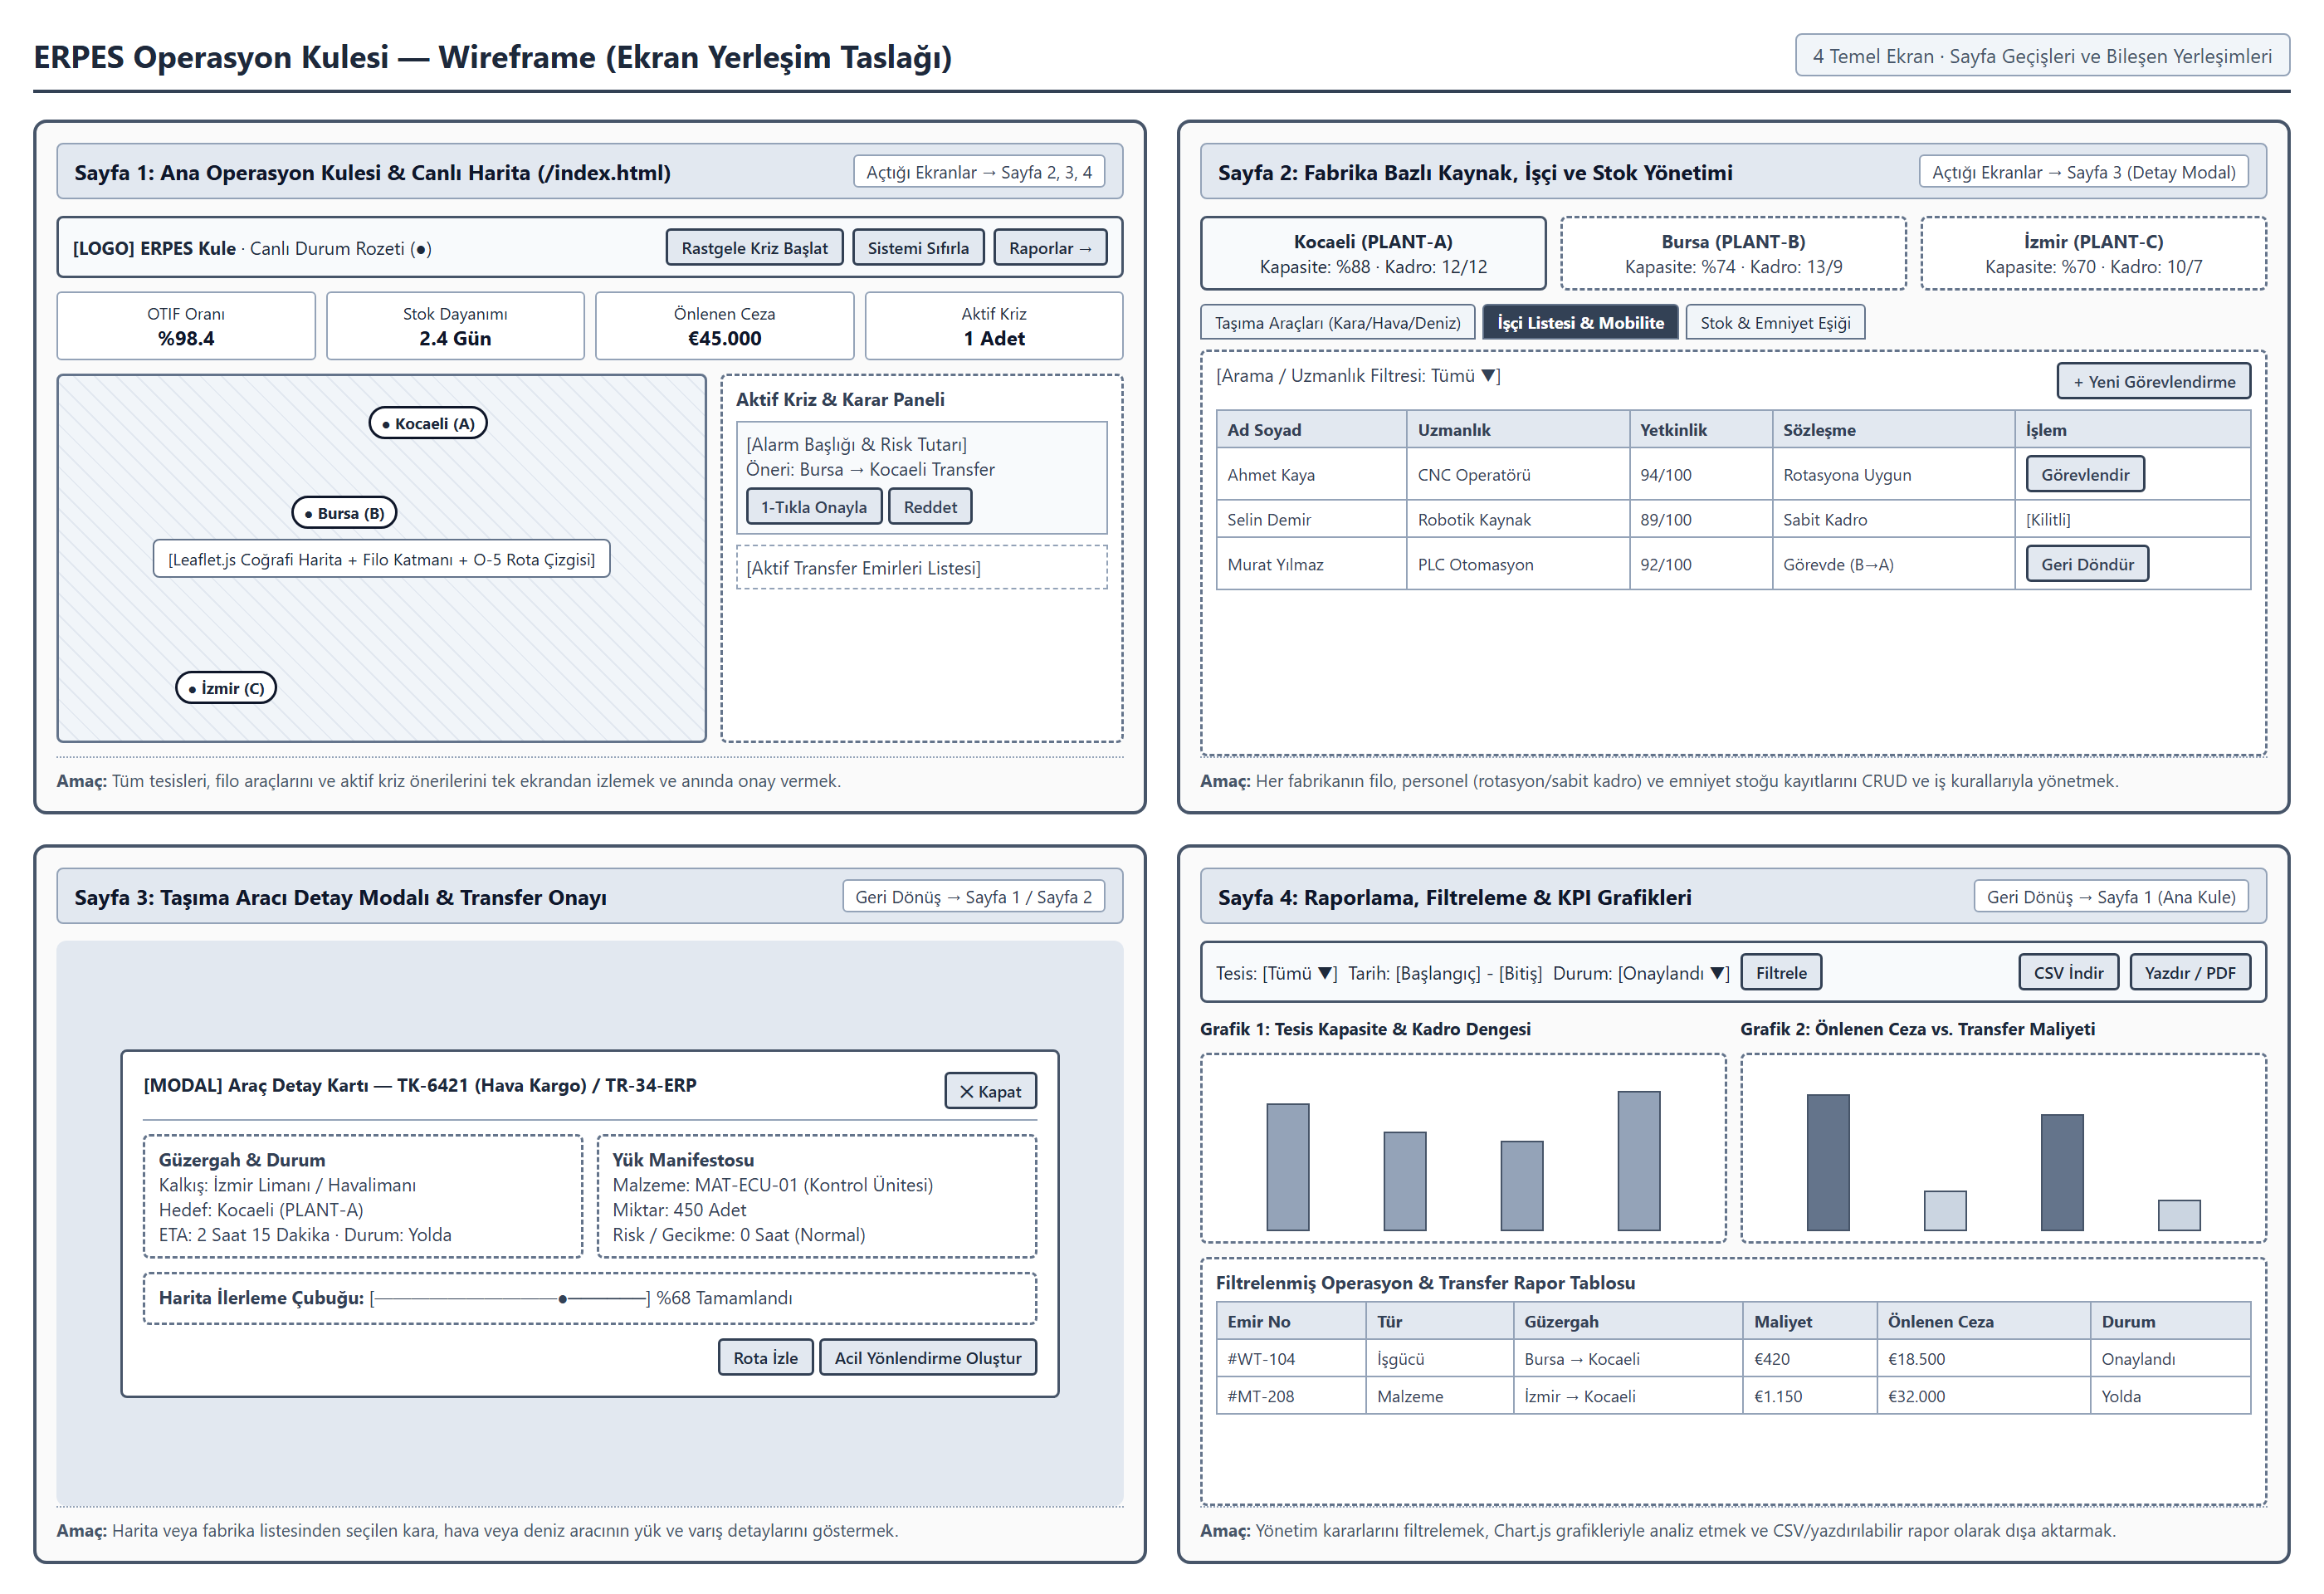 ERPES Operasyon Kulesi — Wireframe (Ekran Yerleşim Taslağı)
4 Temel Ekran · Sayfa Geçişleri ve Bileşen Yerleşimleri
Sayfa 1: Ana Operasyon Kulesi & Canlı Harita (/index.html)
Açtığı Ekranlar → Sayfa 2, 3, 4
[LOGO] ERPES Kule · Canlı Durum Rozeti (●)
Rastgele Kriz Başlat
Sistemi Sıfırla
Raporlar →
OTIF Oranı
%98.4
Stok Dayanımı
2.4 Gün
Önlenen Ceza
€45.000
Aktif Kriz
1 Adet
● Kocaeli (A)
● Bursa (B)
[Leaflet.js Coğrafi Harita + Filo Katmanı + O-5 Rota Çizgisi]
● İzmir (C)
Aktif Kriz & Karar Paneli
[Alarm Başlığı & Risk Tutarı]
Öneri: Bursa → Kocaeli Transfer
1-Tıkla Onayla
Reddet
[Aktif Transfer Emirleri Listesi]
Amaç: Tüm tesisleri, filo araçlarını ve aktif kriz önerilerini tek ekrandan izlemek ve anında onay vermek.
Sayfa 2: Fabrika Bazlı Kaynak, İşçi ve Stok Yönetimi
Açtığı Ekranlar → Sayfa 3 (Detay Modal)
Kocaeli (PLANT-A)
Kapasite: %88 · Kadro: 12/12
Bursa (PLANT-B)
Kapasite: %74 · Kadro: 13/9
İzmir (PLANT-C)
Kapasite: %70 · Kadro: 10/7
Taşıma Araçları (Kara/Hava/Deniz)
İşçi Listesi & Mobilite
Stok & Emniyet Eşiği
[Arama / Uzmanlık Filtresi: Tümü ▼]
+ Yeni Görevlendirme
Ad Soyad Uzmanlık Yetkinlik Sözleşme İşlem
Ahmet Kaya CNC Operatörü 94/100 Rotasyona Uygun Görevlendir
Selin Demir Robotik Kaynak 89/100 Sabit Kadro [Kilitli]
Murat Yılmaz PLC Otomasyon 92/100 Görevde (B→A) Geri Döndür
Amaç: Her fabrikanın filo, personel (rotasyon/sabit kadro) ve emniyet stoğu kayıtlarını CRUD ve iş kurallarıyla yönetmek.
Sayfa 3: Taşıma Aracı Detay Modalı & Transfer Onayı
Geri Dönüş → Sayfa 1 / Sayfa 2
[MODAL] Araç Detay Kartı — TK-6421 (Hava Kargo) / TR-34-ERP
✕ Kapat
Güzergah & Durum
Kalkış: İzmir Limanı / Havalimanı
Hedef: Kocaeli (PLANT-A)
ETA: 2 Saat 15 Dakika · Durum: Yolda
Yük Manifestosu
Malzeme: MAT-ECU-01 (Kontrol Ünitesi)
Miktar: 450 Adet
Risk / Gecikme: 0 Saat (Normal)
Harita İlerleme Çubuğu: [──────────●─────] %68 Tamamlandı
Rota İzle
Acil Yönlendirme Oluştur
Amaç: Harita veya fabrika listesinden seçilen kara, hava veya deniz aracının yük ve varış detaylarını göstermek.
Sayfa 4: Raporlama, Filtreleme & KPI Grafikleri
Geri Dönüş → Sayfa 1 (Ana Kule)
Tesis: [Tümü ▼] Tarih: [Başlangıç] - [Bitiş] Durum: [Onaylandı ▼]
Filtrele
CSV İndir
Yazdır / PDF
Grafik 1: Tesis Kapasite & Kadro Dengesi
Grafik 2: Önlenen Ceza vs. Transfer Maliyeti
Filtrelenmiş Operasyon & Transfer Rapor Tablosu
Emir No Tür Güzergah Maliyet Önlenen Ceza Durum
#WT-104 İşgücü Bursa → Kocaeli €420 €18.500 Onaylandı
#MT-208 Malzeme İzmir → Kocaeli €1.150 €32.000 Yolda
Amaç: Yönetim kararlarını filtrelemek, Chart.js grafikleriyle analiz etmek ve CSV/yazdırılabilir rapor olarak dışa aktarmak.